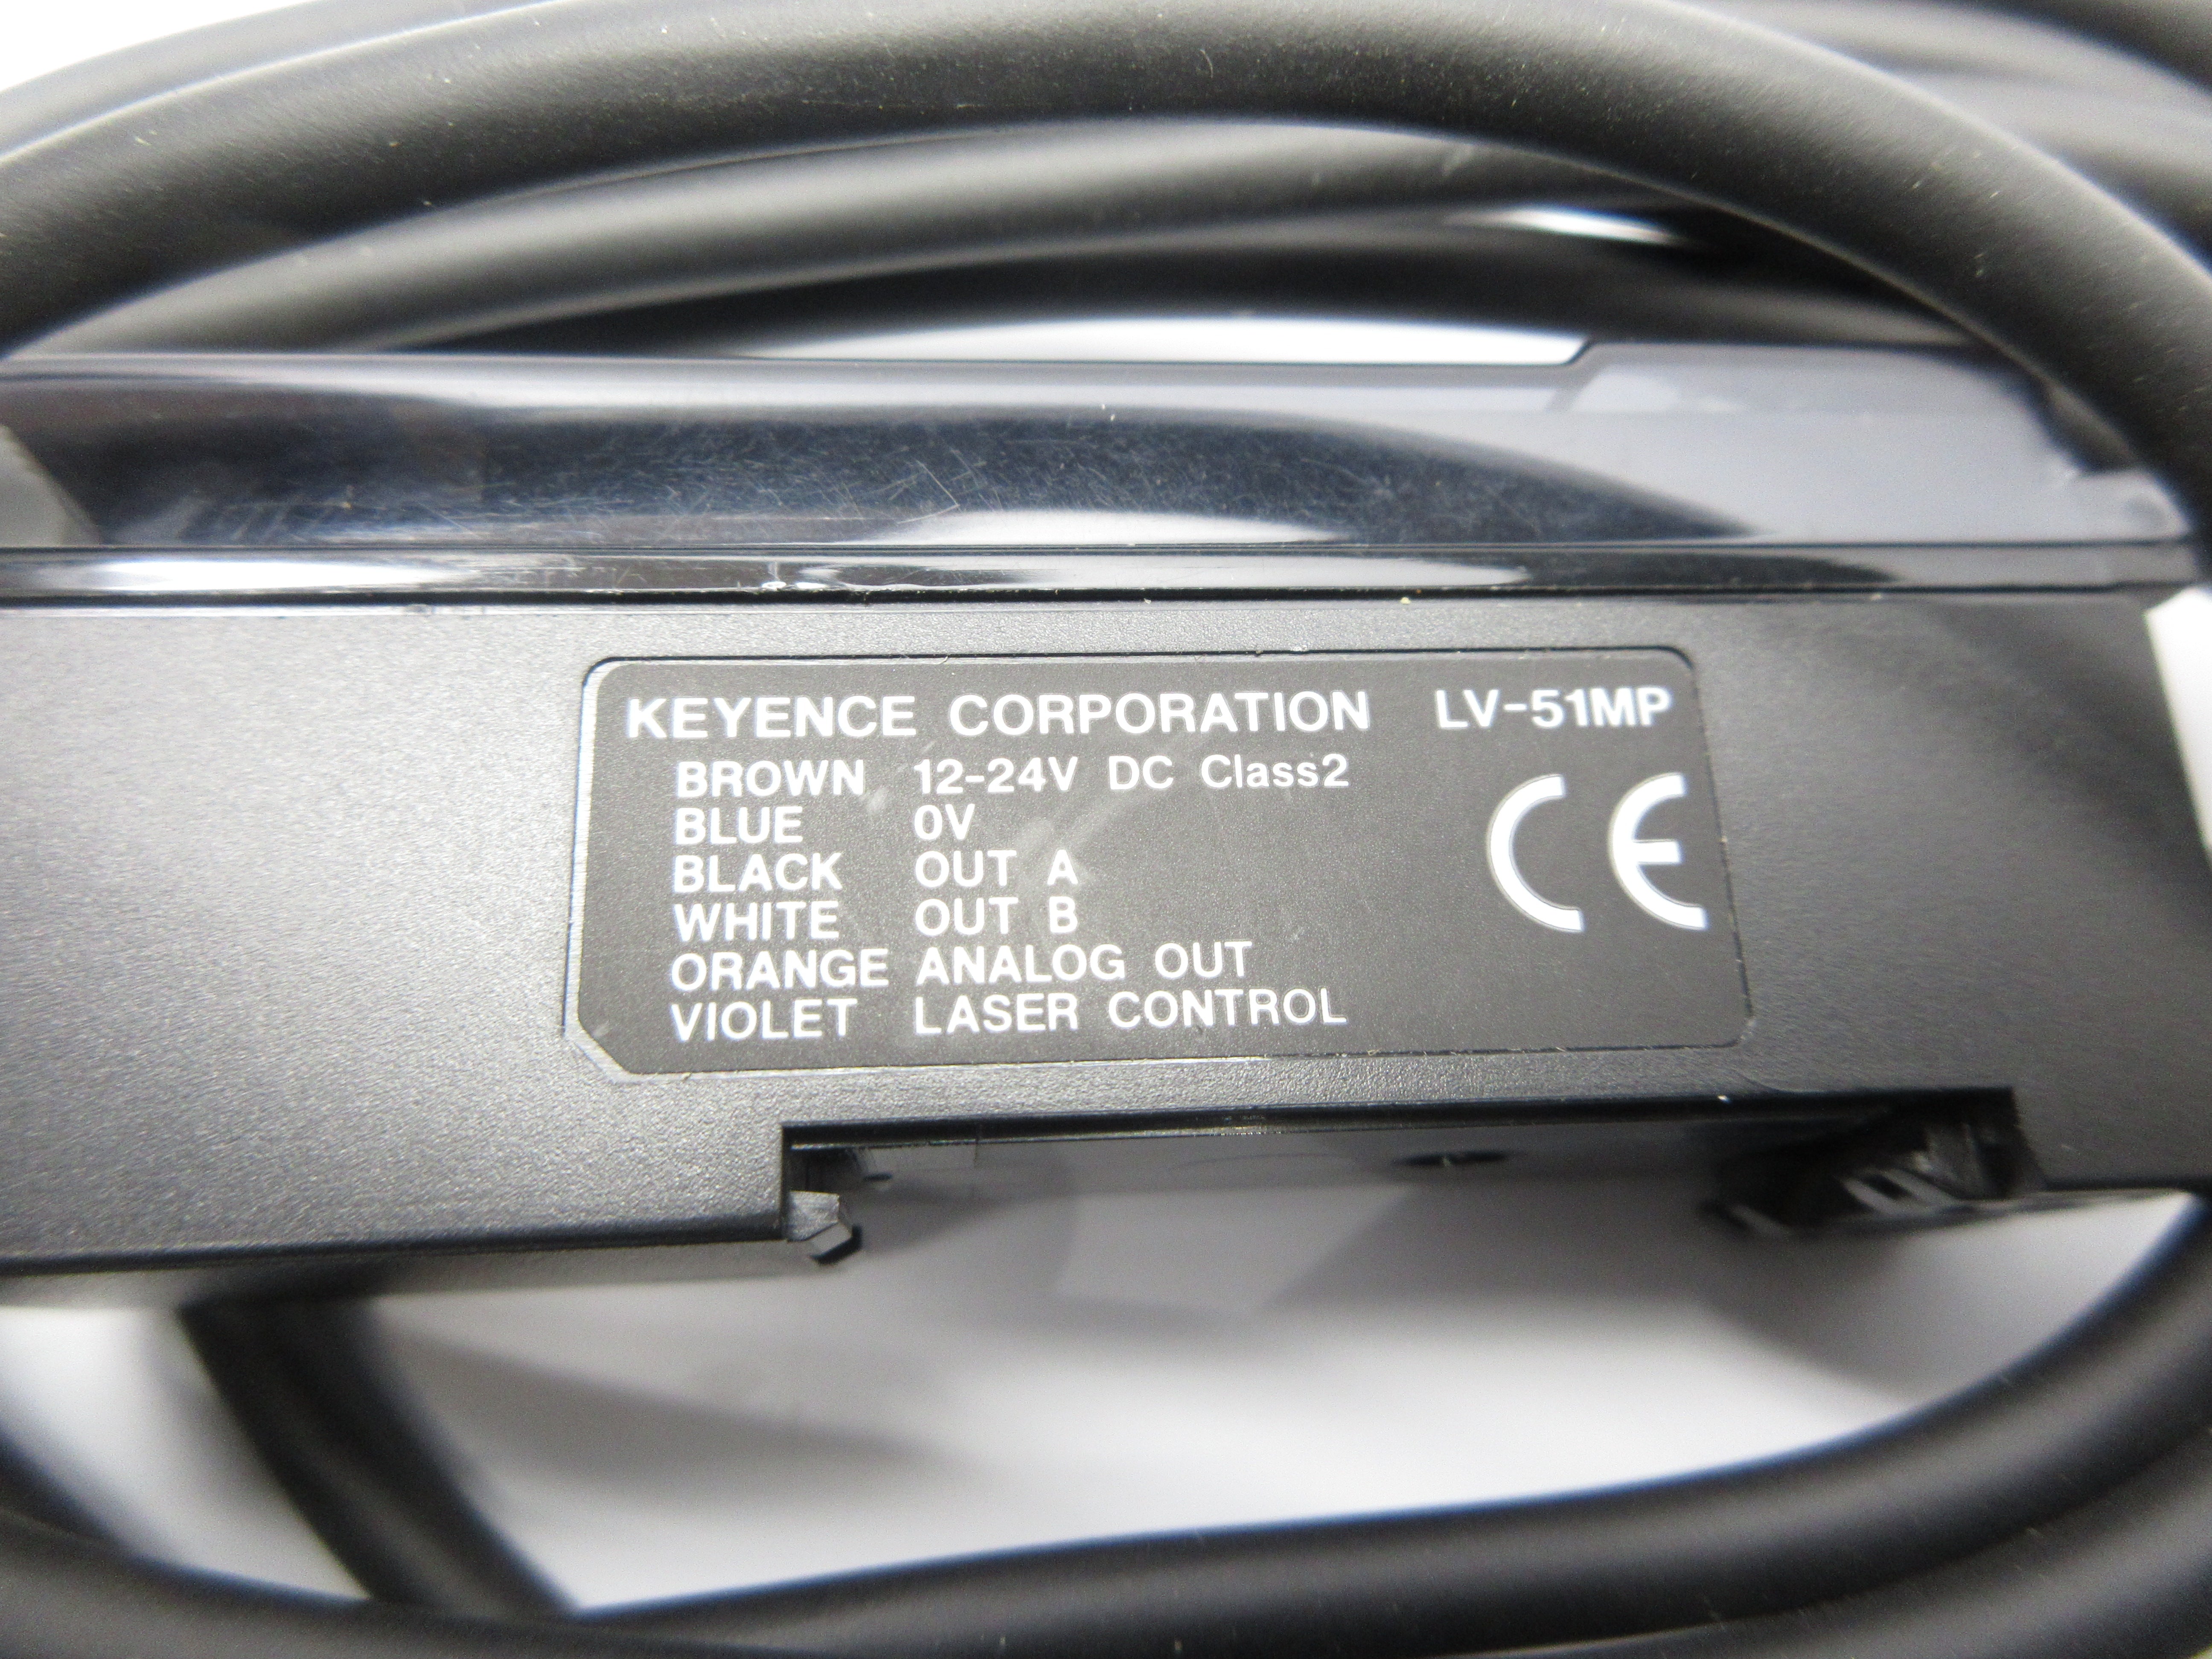 KEYENCE CORPORATION LV-51MP
BROWN 12-24V DC Class2
BLUE 0V
BLACK OUT A
WHITE OUT B
ORANGE ANALOG OUT
VIOLET LASER CONTROL
CE